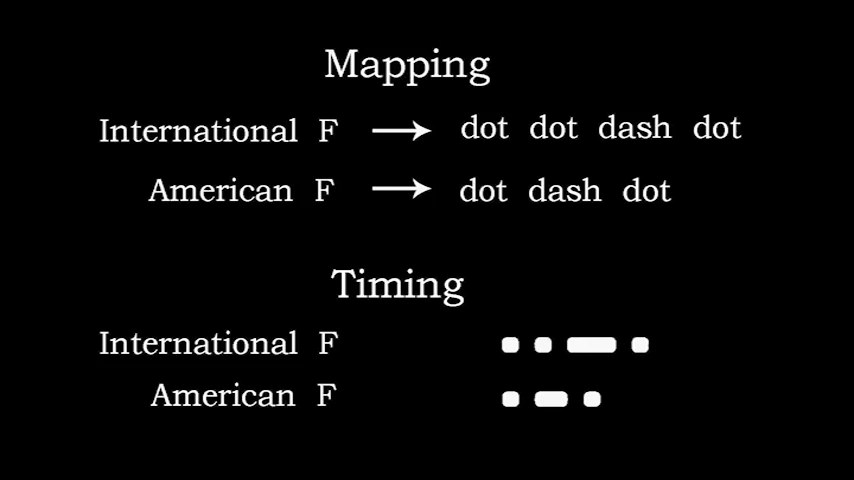 Mapping
International F → dot dot dash dot
American F → dot dash dot
Timing
International F
American F